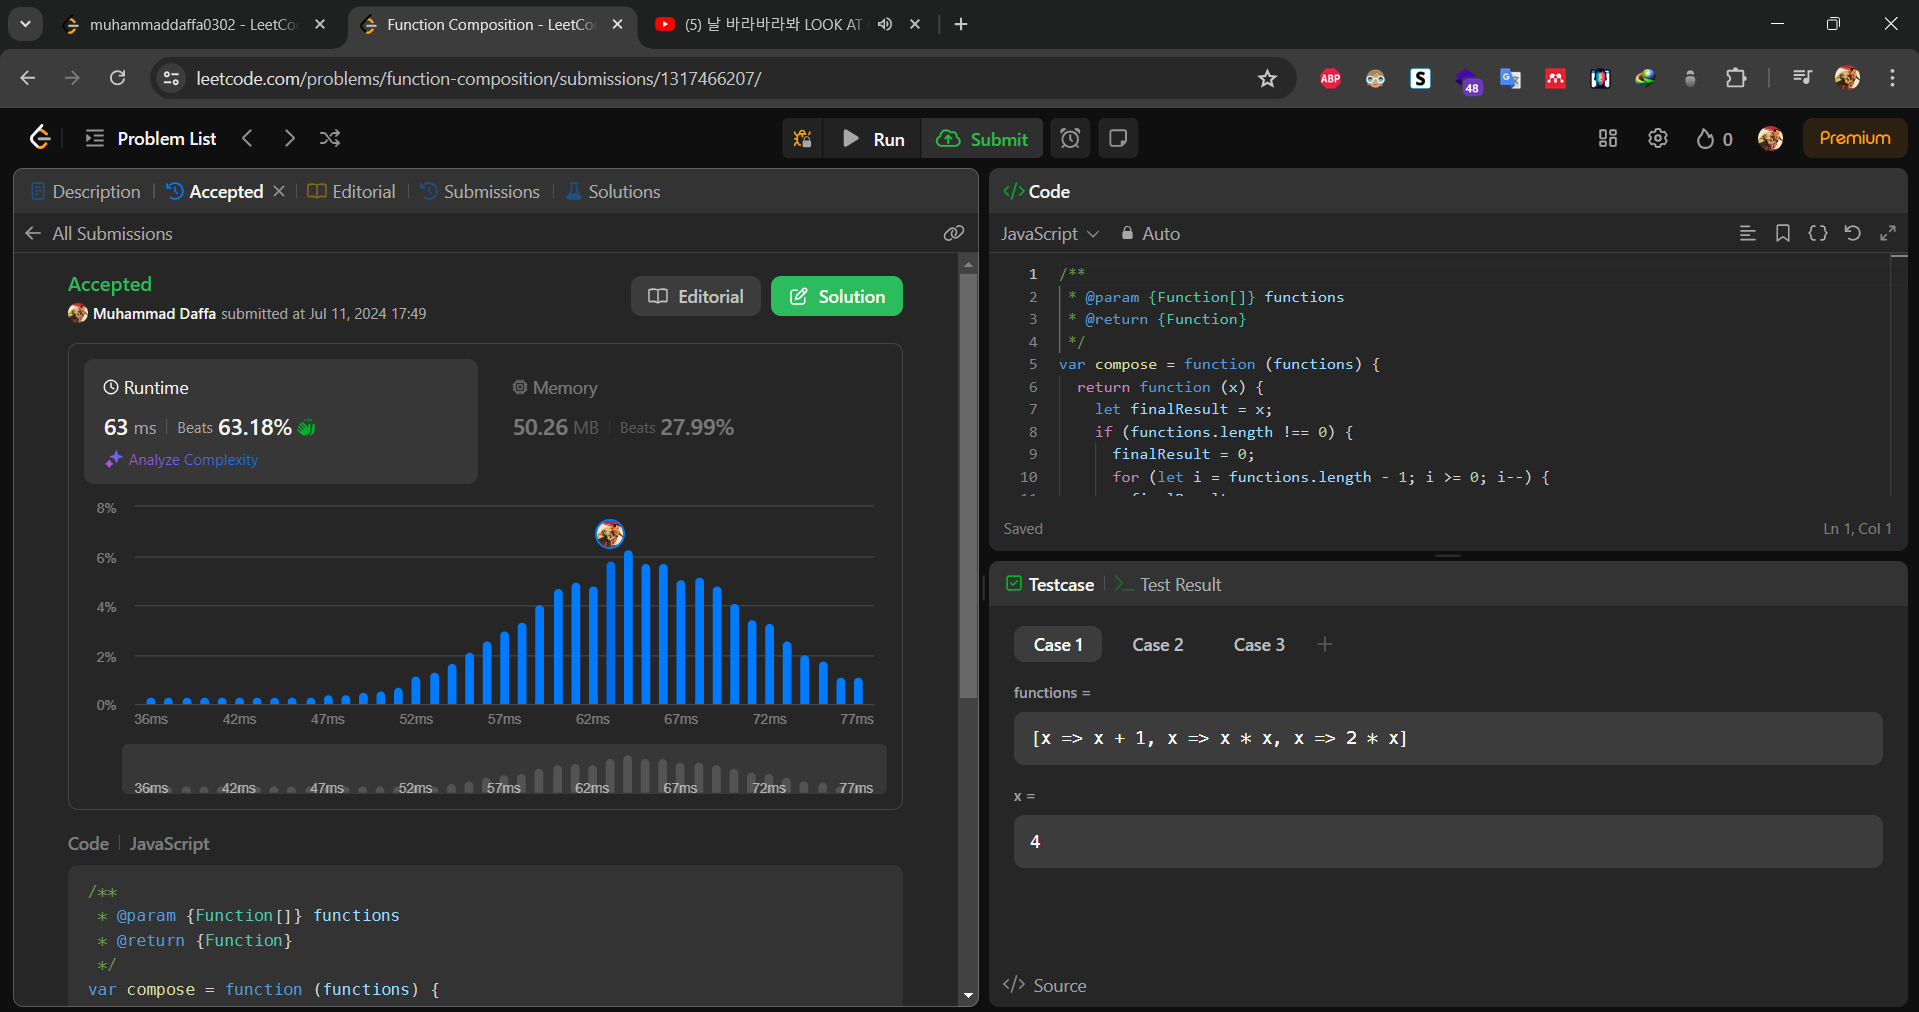 muhammaddaffa0302 - LeetCo
Function Composition - LeetCo
(5) 날 바라바라봐 LOOK AT
leetcode.com/problems/function-composition/submissions/1317466207/
ABP
S
48
Problem List
Run
Submit
0
Premium
Description
Accepted
Editorial
Submissions
Solutions
All Submissions
Accepted
Editorial
Solution
Muhammad Daffa submitted at Jul 11, 2024 17:49
Runtime
63 ms
Beats 63.18%
Analyze Complexity
Memory
50.26 MB
Beats 27.99%
8%
6%
4%
2%
0%
36ms 42ms 47ms 52ms 57ms 62ms 67ms 72ms 77ms
36ms 42ms 47ms 52ms 57ms 62ms 67ms 72ms 77ms
Code | JavaScript
/**
* @param {Function[]} functions
* @return {Function}
*/
var compose = function (functions) {
</> Code
JavaScript
Auto
1 /**
2 * @param {Function[]} functions
3 * @return {Function}
4 */
5 var compose = function (functions) {
6 return function (x) {
7 let finalResult = x;
8 if (functions.length !== 0) {
9 finalResult = 0;
10 for (let i = functions.length - 1; i >= 0; i--) {
Saved
Ln 1, Col 1
Testcase
>_ Test Result
Case 1
Case 2
Case 3
+
functions =
[x => x + 1, x => x * x, x => 2 * x]
x =
4
</> Source